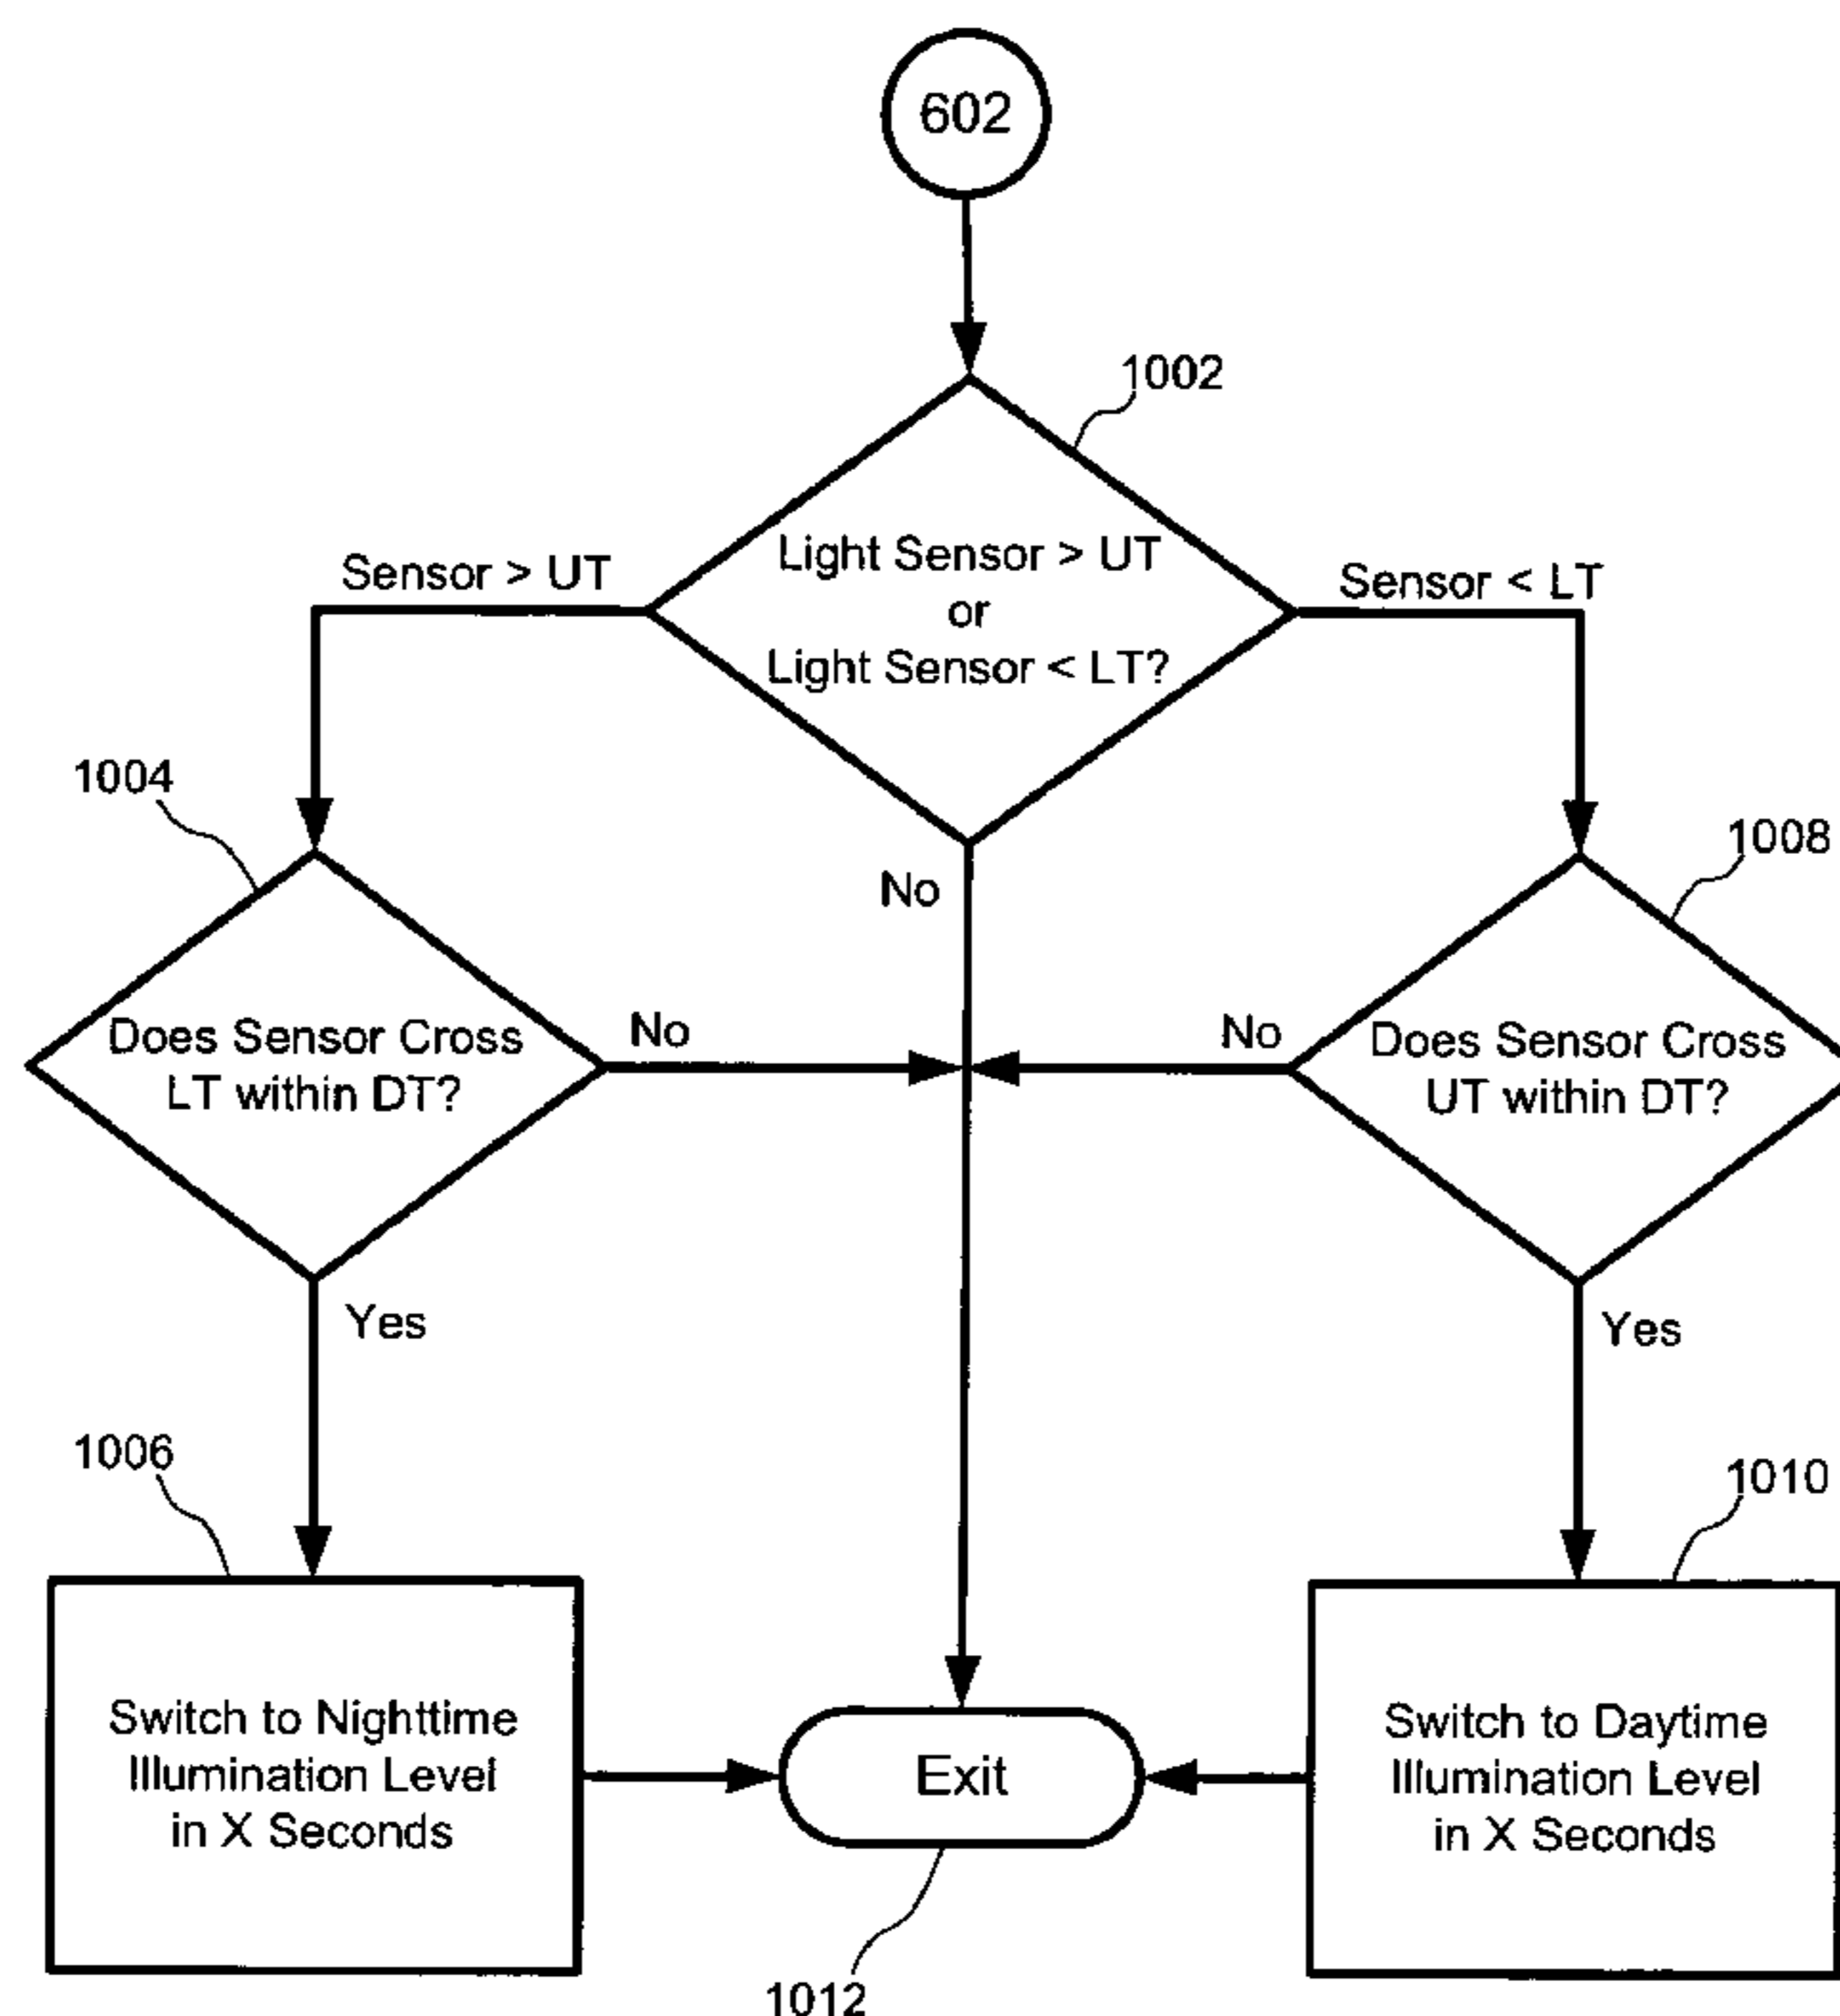 602
1002
Light Sensor > UT
or
Light Sensor < LT?
Sensor > UT
Sensor < LT
1004
1008
No
Does Sensor Cross
LT within DT?
No
No
Does Sensor Cross
UT within DT?
Yes
Yes
1006
1010
Switch to Nighttime
Illumination Level
in X Seconds
Exit
Switch to Daytime
Illumination Level
in X Seconds
1012